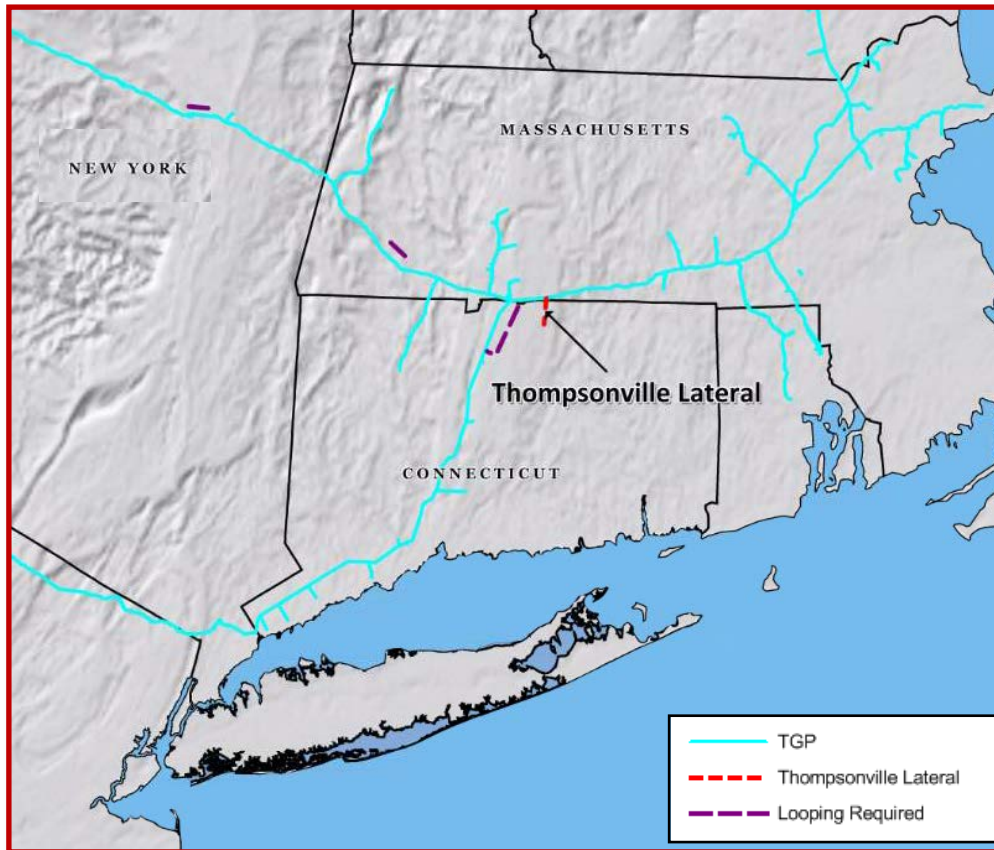 MASSACHUSETTS
NEW YORK
Thompsonville Lateral
CONNECTICUT
TGP
Thompsonville Lateral
Looping Required